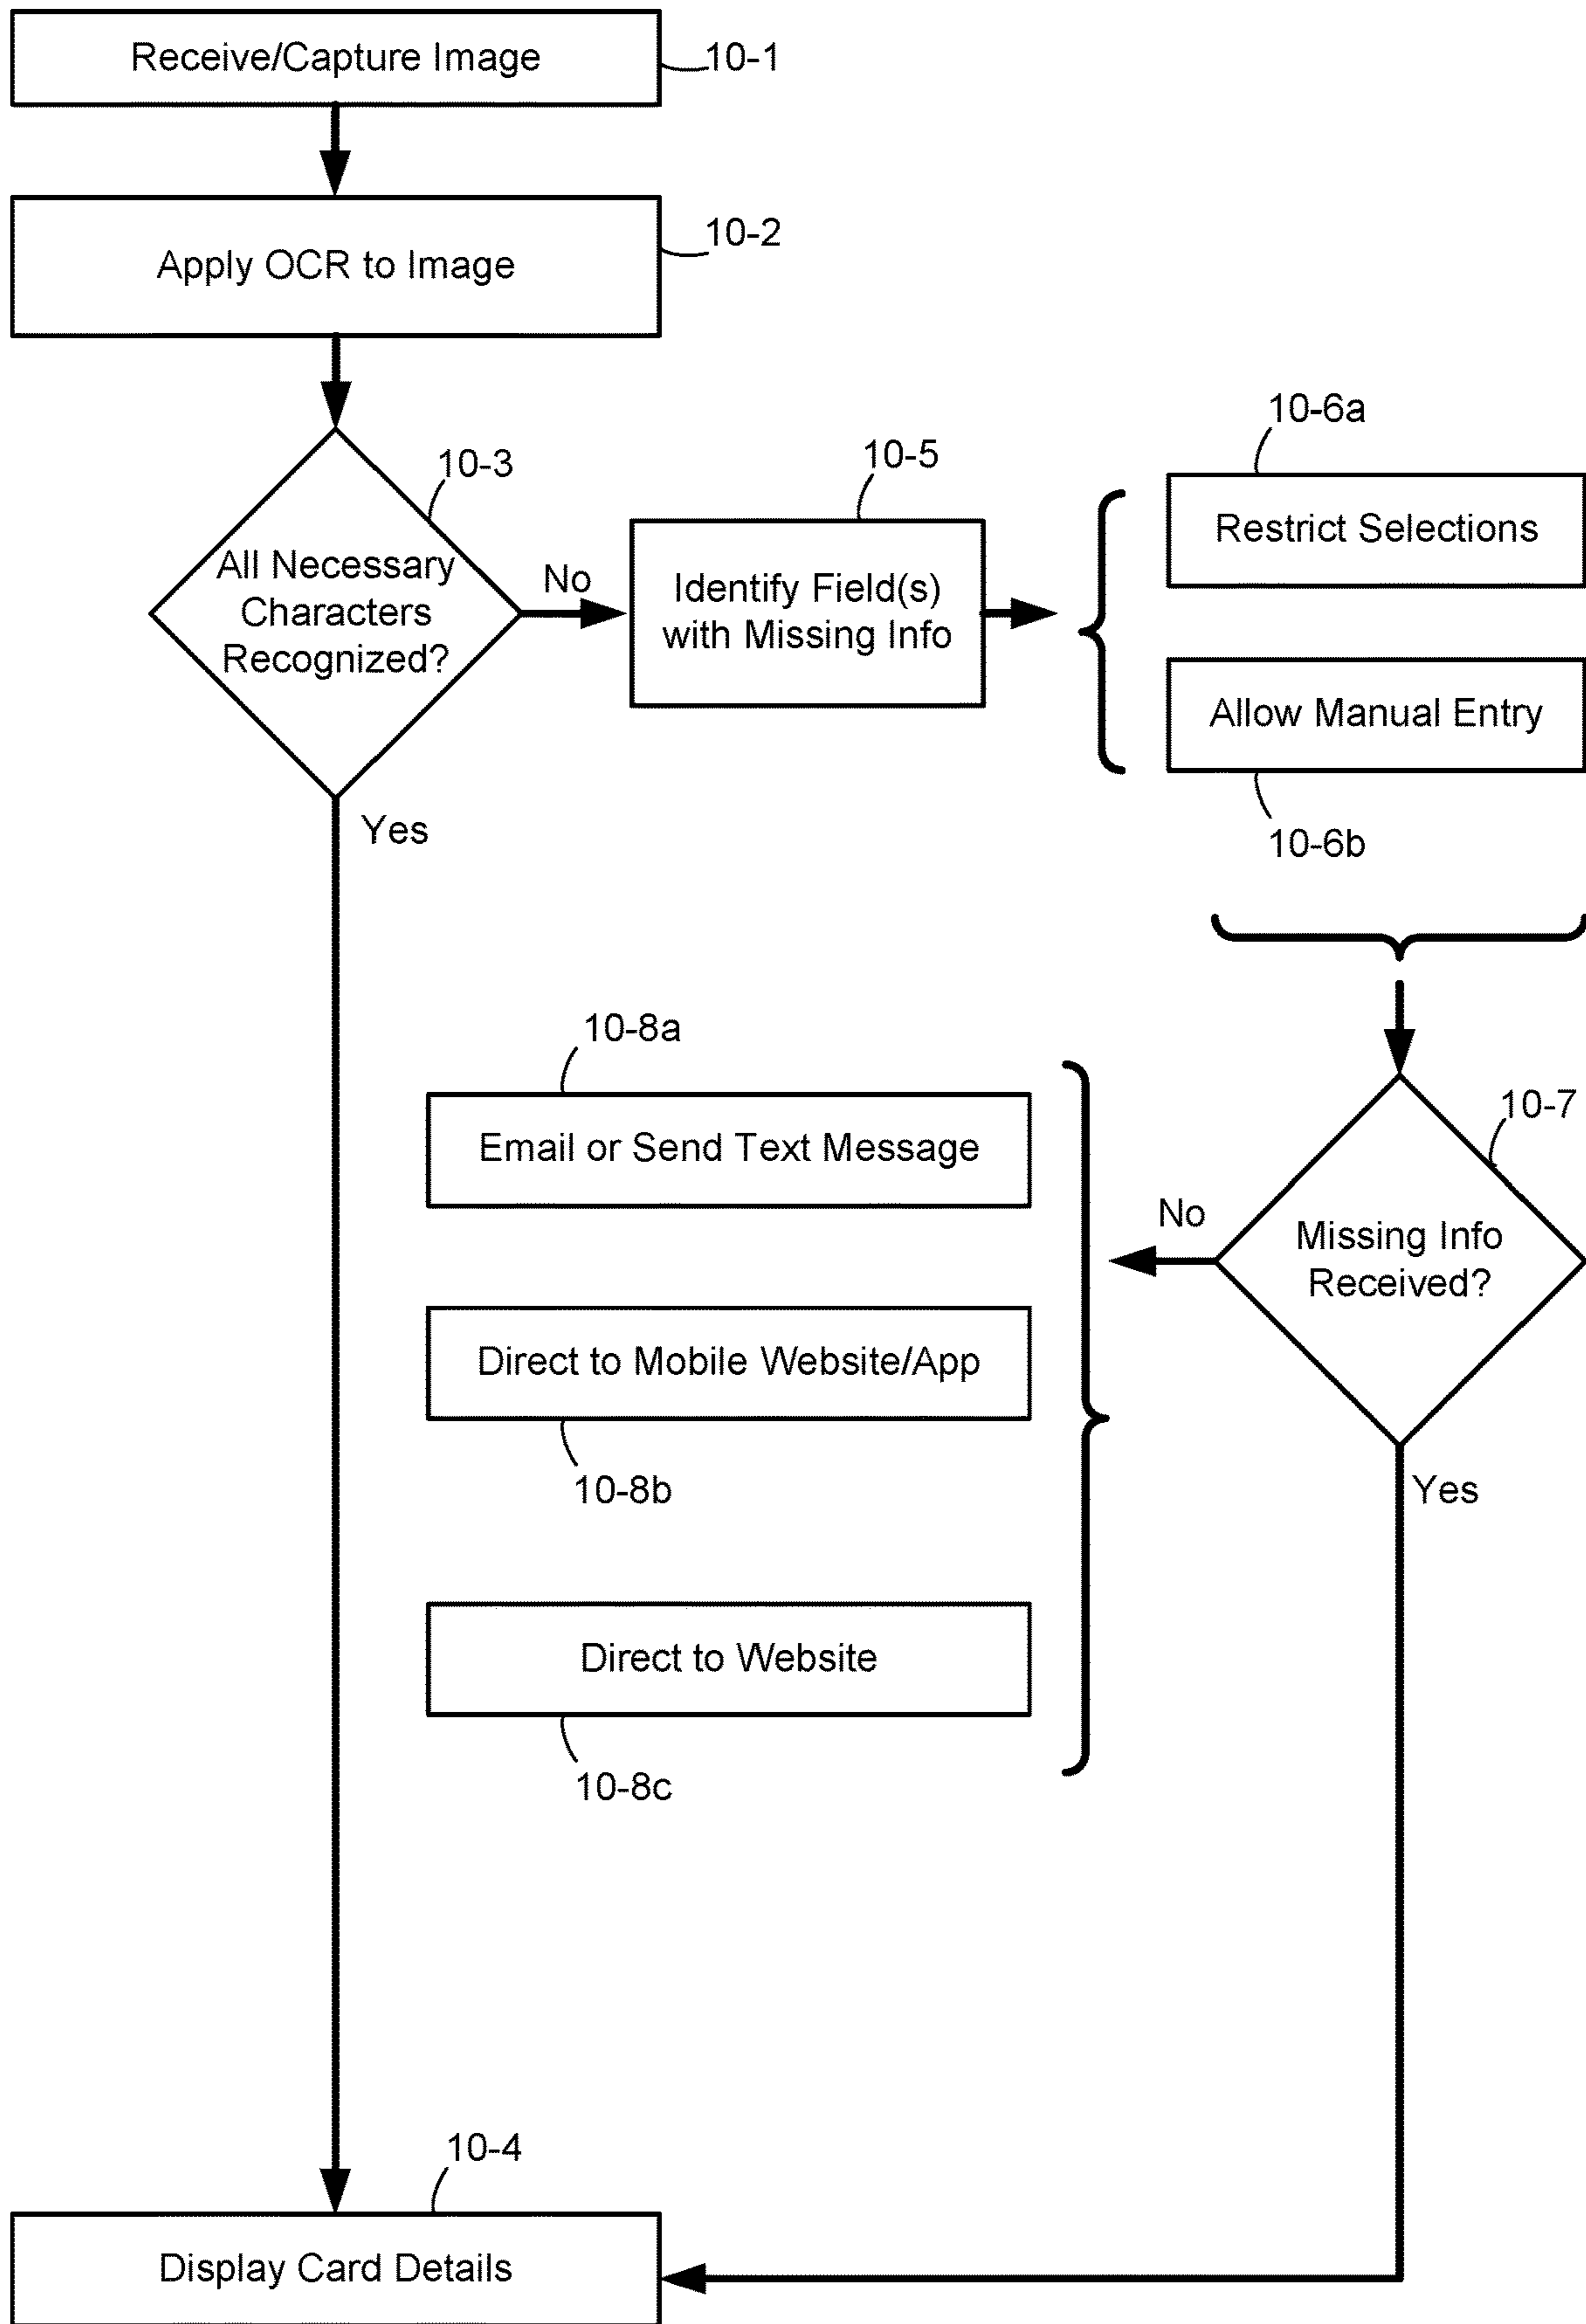 Receive/Capture Image
10-1
Apply OCR to Image
10-2
10-3
All Necessary
Characters
Recognized?
No
Yes
10-5
Identify Field(s)
with Missing Info
10-6a
Restrict Selections
Allow Manual Entry
10-6b
10-7
Missing Info
Received?
No
Yes
10-8a
Email or Send Text Message
Direct to Mobile Website/App
10-8b
Direct to Website
10-8c
10-4
Display Card Details